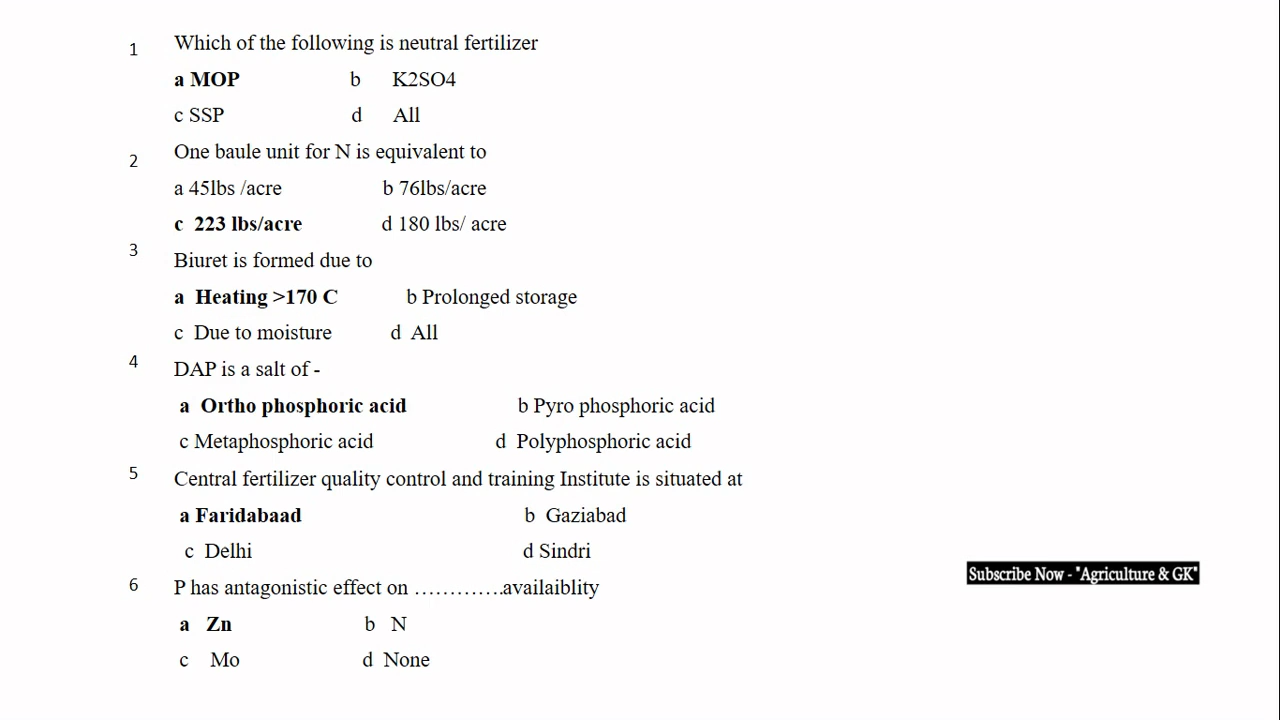 1 Which of the following is neutral fertilizer
a MOP b K2SO4
c SSP d All
2 One baule unit for N is equivalent to
a 45lbs /acre b 76lbs/acre
c 223 lbs/acre d 180 lbs/ acre
3 Biuret is formed due to
a Heating >170 C b Prolonged storage
c Due to moisture d All
4 DAP is a salt of -
a Ortho phosphoric acid b Pyro phosphoric acid
c Metaphosphoric acid d Polyphosphoric acid
5 Central fertilizer quality control and training Institute is situated at
a Faridabaad b Gaziabad
c Delhi d Sindri
Subscribe Now - "Agriculture & GK"
6 P has antagonistic effect on ………….availaiblity
a Zn b N
c Mo d None